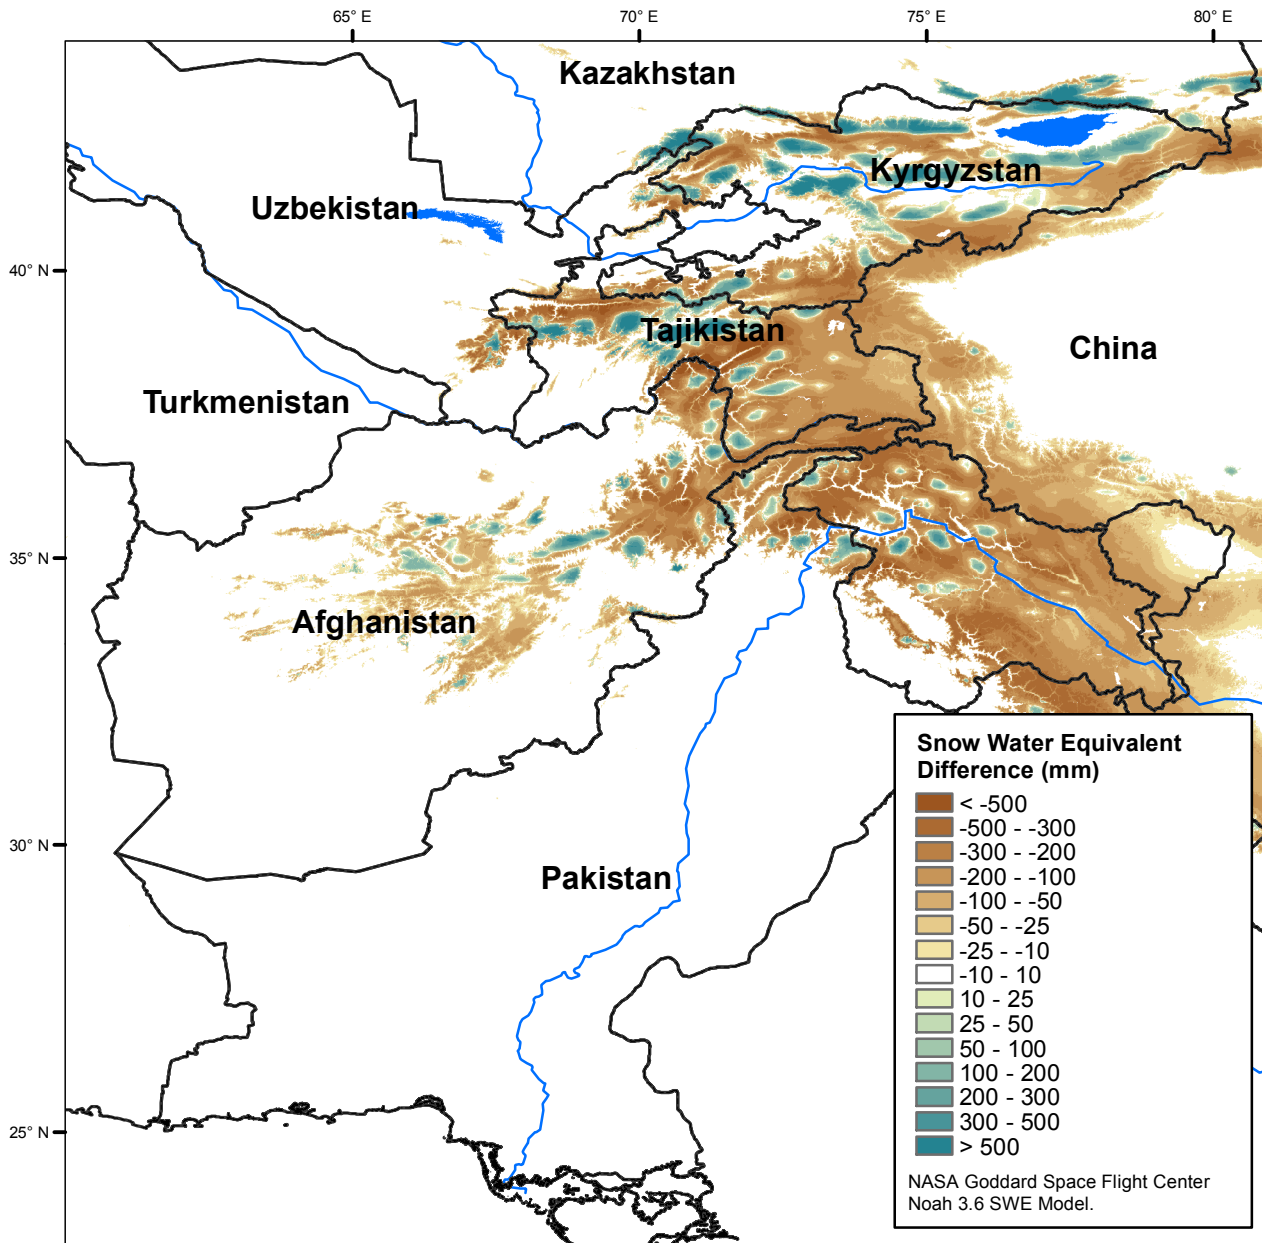 65° E
70° E
75° E
80° E
Kazakhstan
Kyrgyzstan
Uzbekistan
40° N
Tajikistan
China
Turkmenistan
35° N
Afghanistan
Snow Water Equivalent
Difference (mm)
< -500
-500 - -300
-300 - -200
-200 - -100
-100 - -50
-50 - -25
-25 - -10
-10 - 10
10 - 25
25 - 50
50 - 100
100 - 200
200 - 300
300 - 500
> 500
NASA Goddard Space Flight Center
Noah 3.6 SWE Model.
30° N
Pakistan
25° N